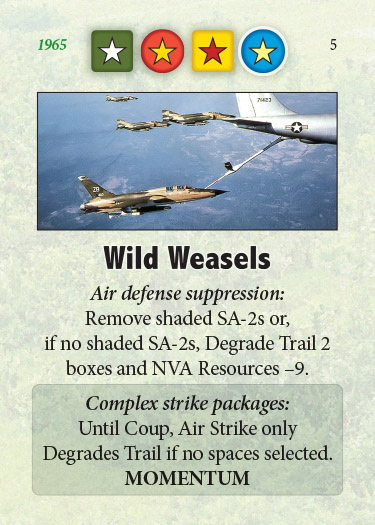 1965 5
Wild Weasels
Air defense suppression:
Remove shaded SA-2s or,
if no shaded SA-2s, Degrade Trail 2
boxes and NVA Resources –9.
Complex strike packages:
Until Coup, Air Strike only
Degrades Trail if no spaces selected.
MOMENTUM